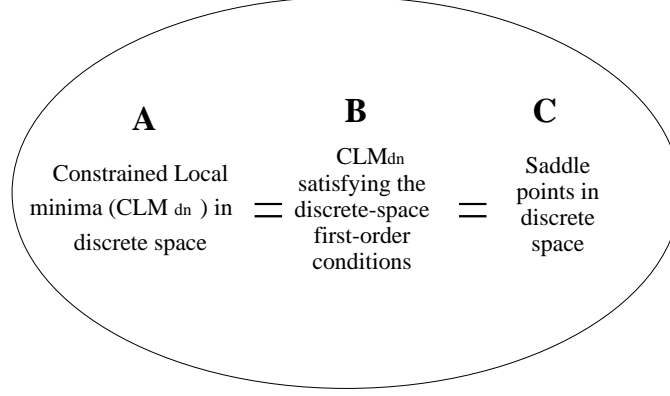 A
Constrained Local
minima (CLM dn ) in
discrete space
=
B
CLMdn
satisfying the
discrete-space
first-order
conditions
=
C
Saddle
points in
discrete
space